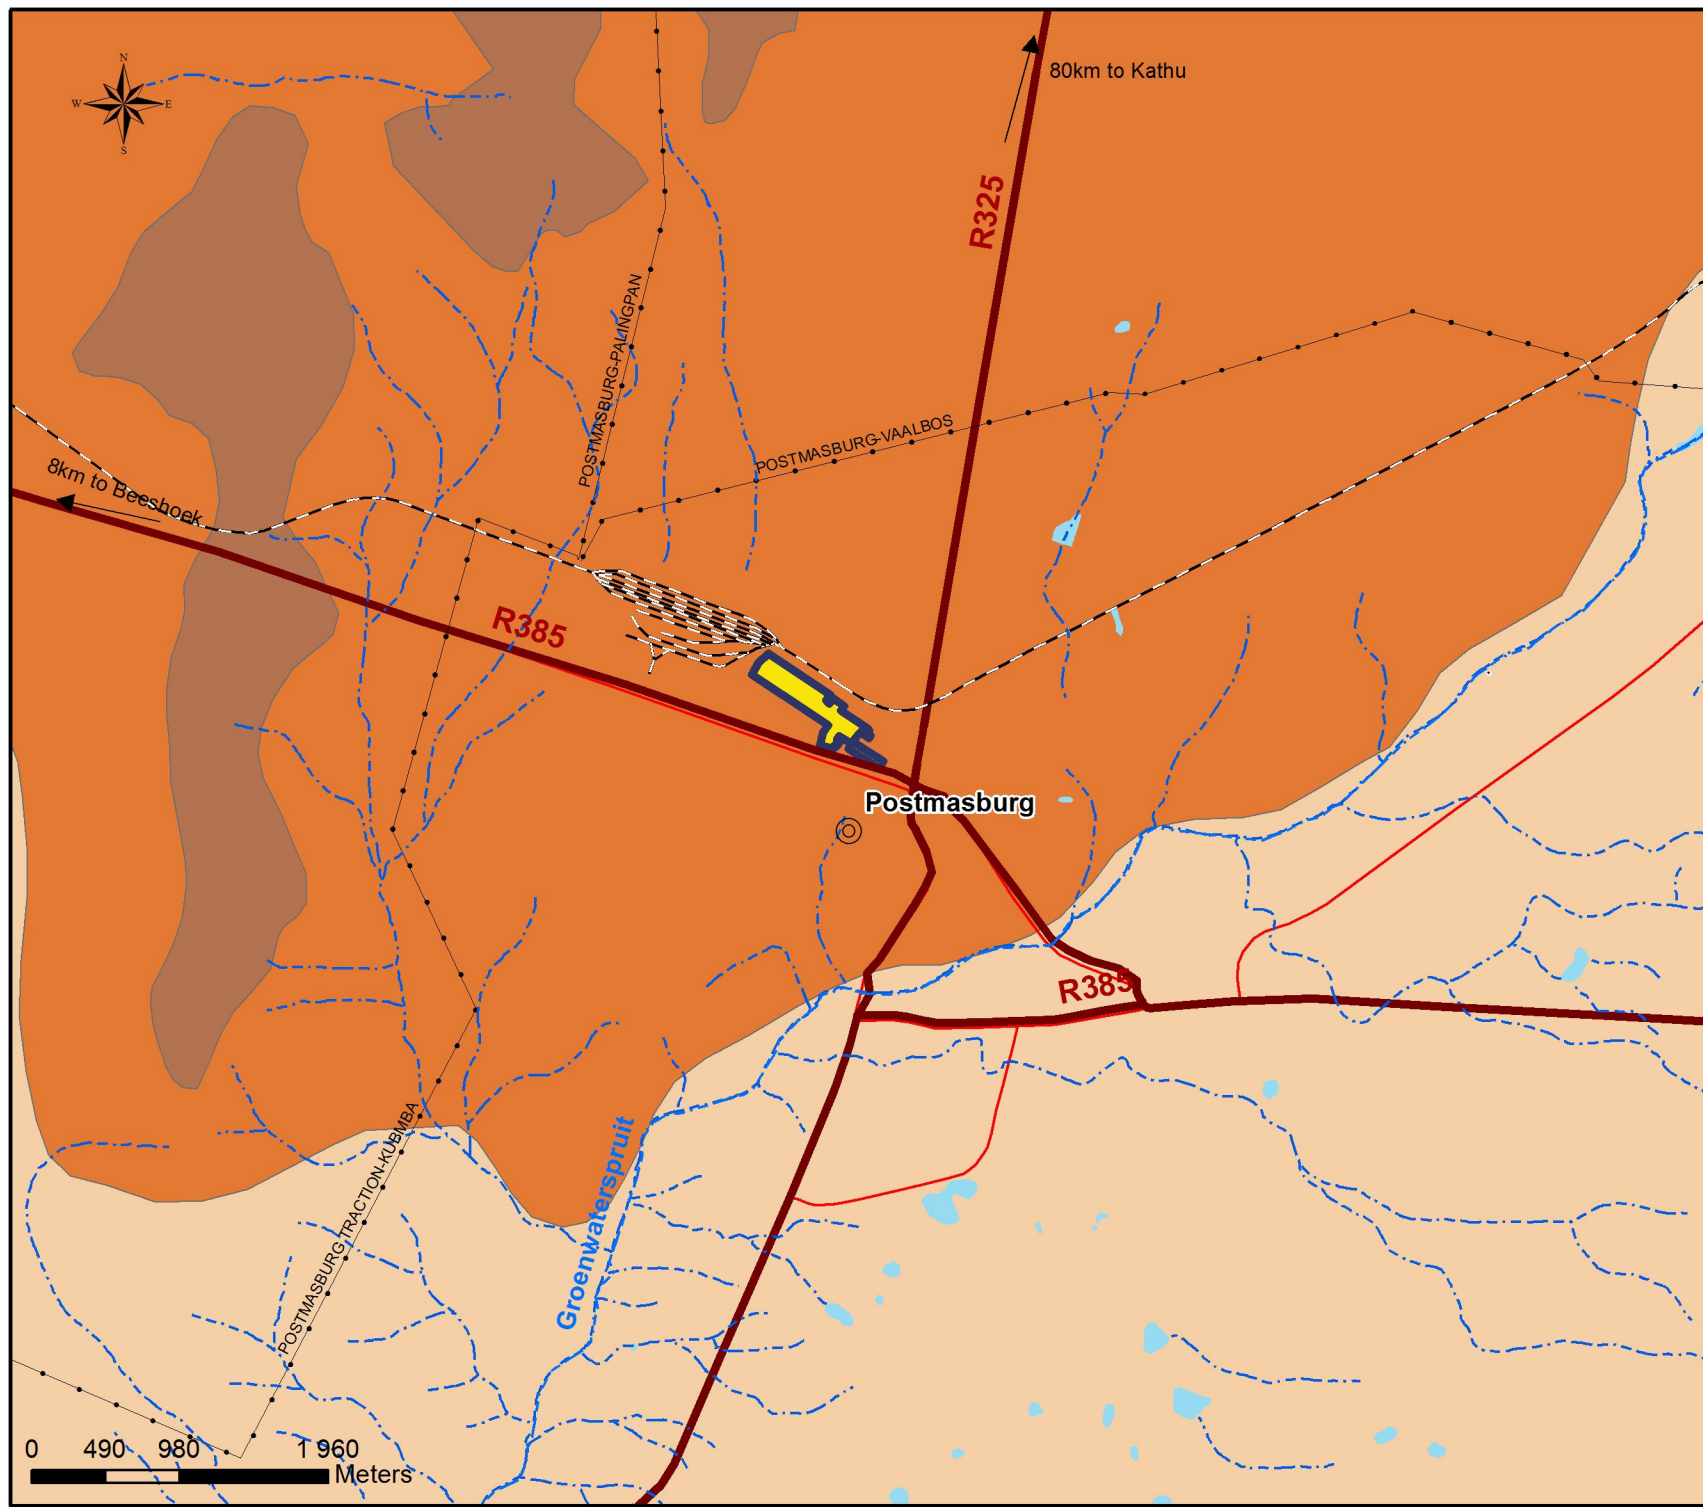 N
W
E
S
80km to Kathu
R325
POSTMASBURG-PALINGPAN
POSTMASBURG-VAALBOS
8km to Beeshoek
R385
Postmasburg
R385
POSTMASBURG TRACTION-KUBMBA
Groenwaterspruit
0 490 980 1 960
Meters